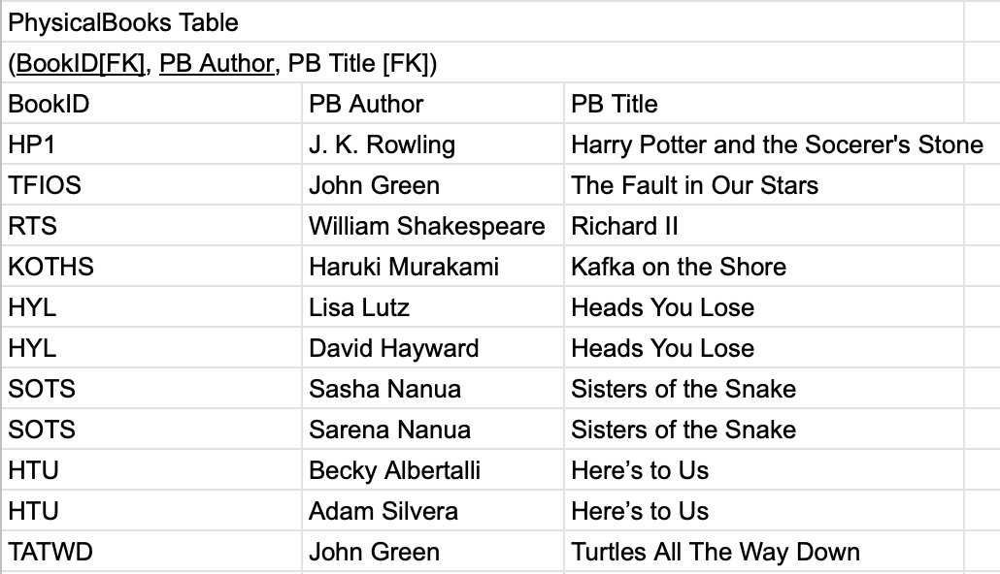 PhysicalBooks Table
(BookID[FK], PB Author, PB Title [FK])
BookID PB Author PB Title
HP1 J. K. Rowling Harry Potter and the Socerer's Stone
TFIOS John Green The Fault in Our Stars
RTS William Shakespeare Richard II
KOTHS Haruki Murakami Kafka on the Shore
HYL Lisa Lutz Heads You Lose
HYL David Hayward Heads You Lose
SOTS Sasha Nanua Sisters of the Snake
SOTS Sarena Nanua Sisters of the Snake
HTU Becky Albertalli Here’s to Us
HTU Adam Silvera Here’s to Us
TATWD John Green Turtles All The Way Down